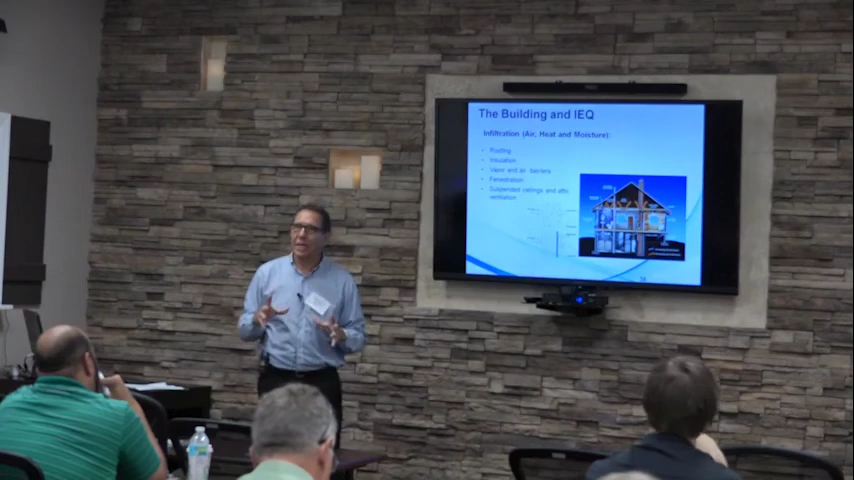 The Building and IEQ
Infiltration (Air, Heat and Moisture):
• Roofing
• Insulation
• Vapor and air barriers
• Fenestration
• Suspended ceilings and attic
ventilation